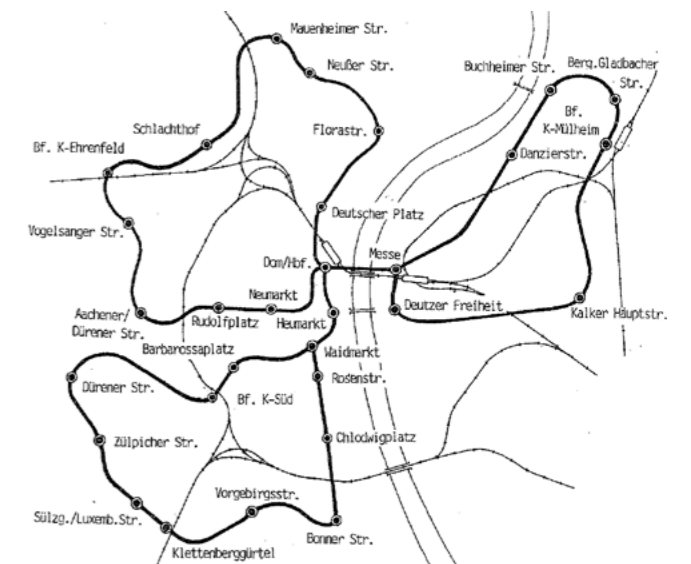 Mauenheimer Str.
Neußer Str.
Buchheimer Str.
Berg.Gladbacher
Str.
Schlachthof
Florastr.
Bf.
K-Mülheim
Bf. K-Ehrenfeld
Danzierstr.
Deutscher Platz
Vogelsanger Str.
Dom/Hbf.
Messe
Neumarkt
Aachener/
Dürener Str.
Rudolfplatz
Heumarkt
Deutzer Freiheit
Kalker Hauptstr.
Barbarossaplatz
Waidmarkt
Dürener Str.
Bf. K-Süd
Rosenstr.
Zülpicher Str.
Chlodwigplatz
Sülzg./Luxemb.Str.
Vorgebirgsstr.
Klettenberggürtel
Bonner Str.